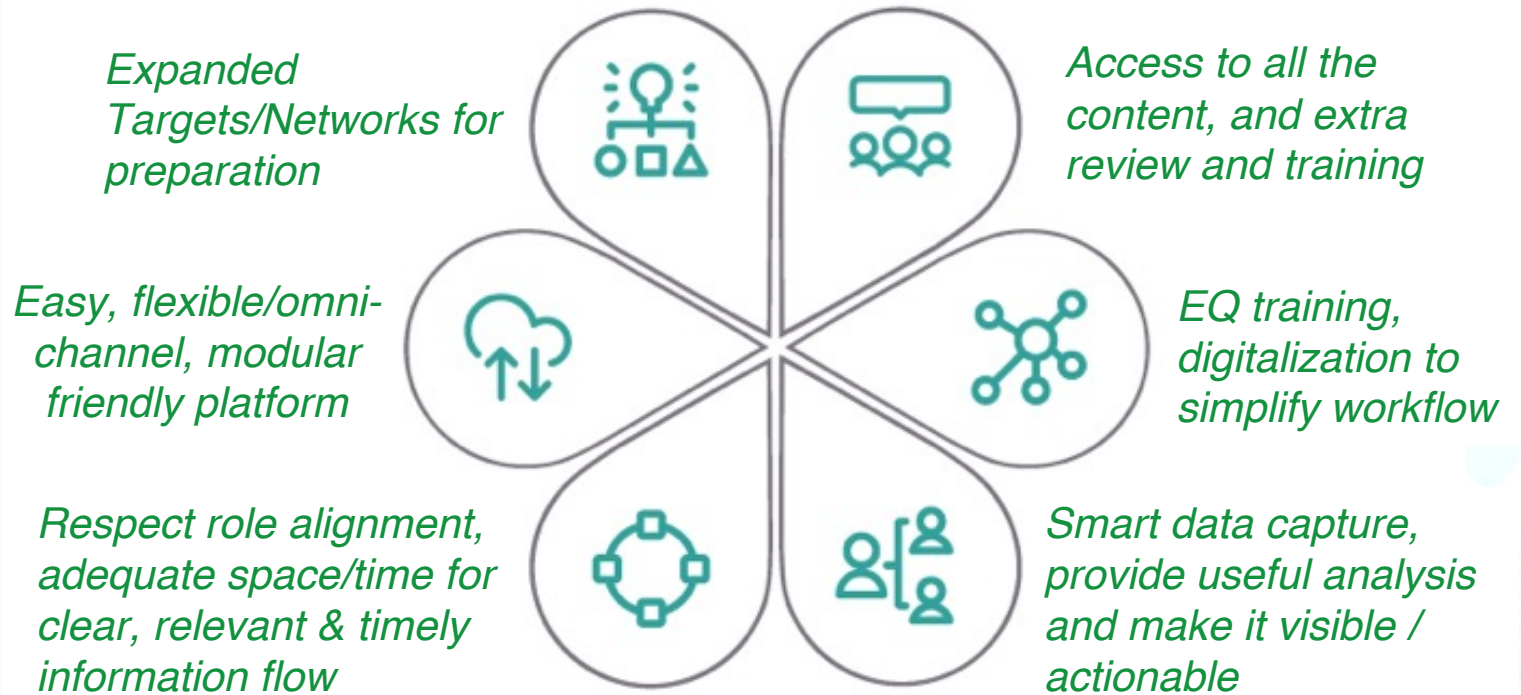 Expanded
Targets/Networks for
preparation
Access to all the
content, and extra
review and training
Easy, flexible/omni-
channel, modular
friendly platform
EQ training,
digitalization to
simplify workflow
Respect role alignment,
adequate space/time for
clear, relevant & timely
information flow
Smart data capture,
provide useful analysis
and make it visible /
actionable